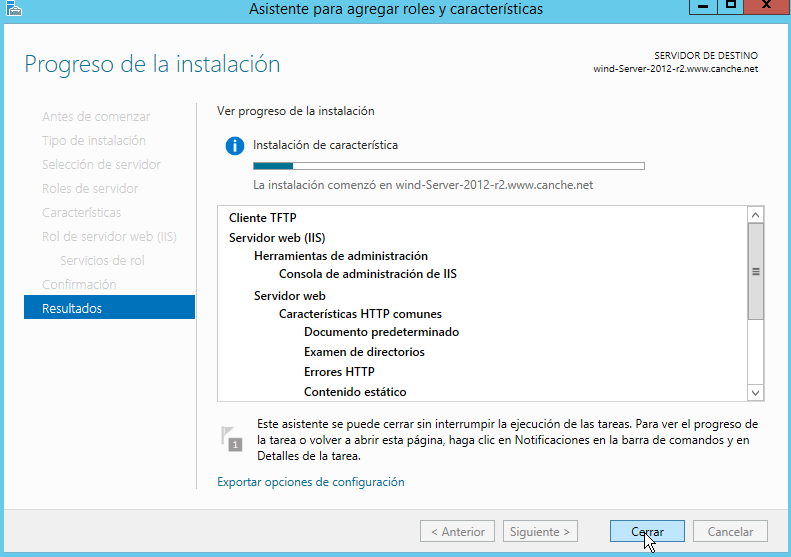 Asistente para agregar roles y características
Progreso de la instalación
SERVIDOR DE DESTINO
wind-Server-2012-r2.www.canche.net
Antes de comenzar
Tipo de instalación
Selección de servidor
Roles de servidor
Características
Rol de servidor web (IIS)
Servicios de rol
Confirmación
Resultados
Ver progreso de la instalación
Instalación de característica
La instalación comenzó en wind-Server-2012-r2.www.canche.net
Cliente TFTP
Servidor web (IIS)
Herramientas de administración
Consola de administración de IIS
Servidor web
Características HTTP comunes
Documento predeterminado
Examen de directorios
Errores HTTP
Contenido estático
1
Este asistente se puede cerrar sin interrumpir la ejecución de las tareas. Para ver el progreso de
la tarea o volver a abrir esta página, haga clic en Notificaciones en la barra de comandos y en
Detalles de la tarea.
Exportar opciones de configuración
< Anterior
Siguiente >
Cerrar
Cancelar